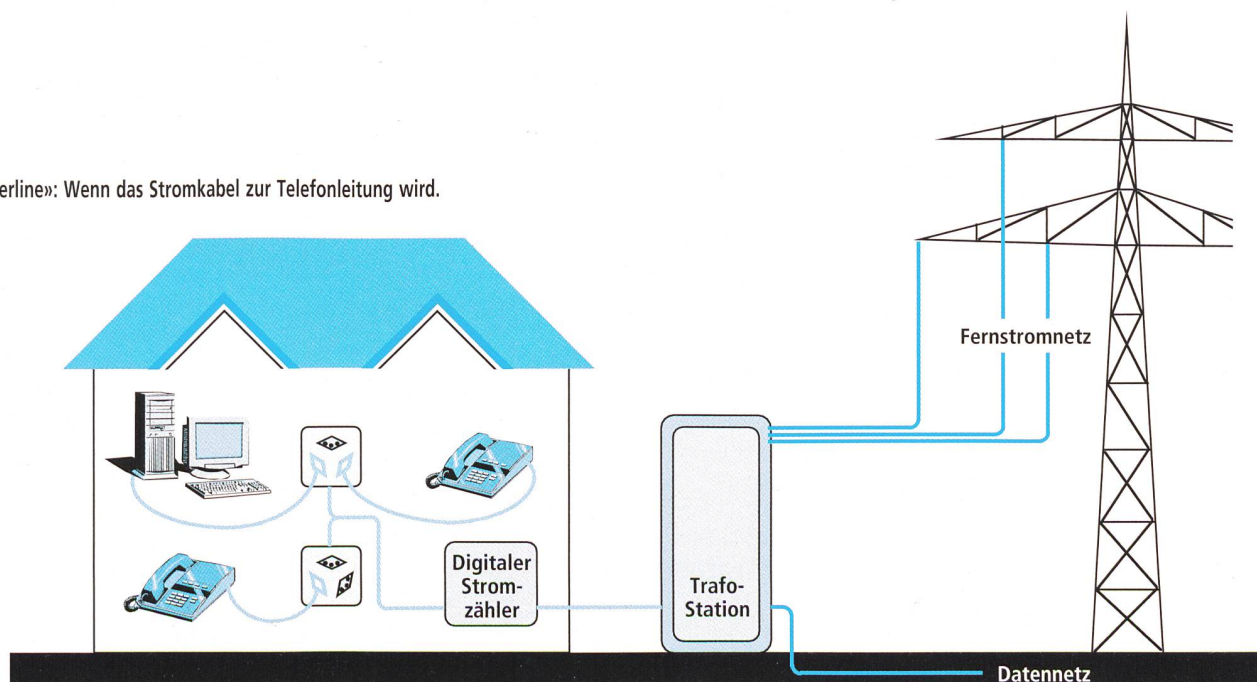 erline»: Wenn das Stromkabel zur Telefonleitung wird.
Fernstromnetz
Digitaler
Strom-
zähler
Trafo-
Station
Datennetz